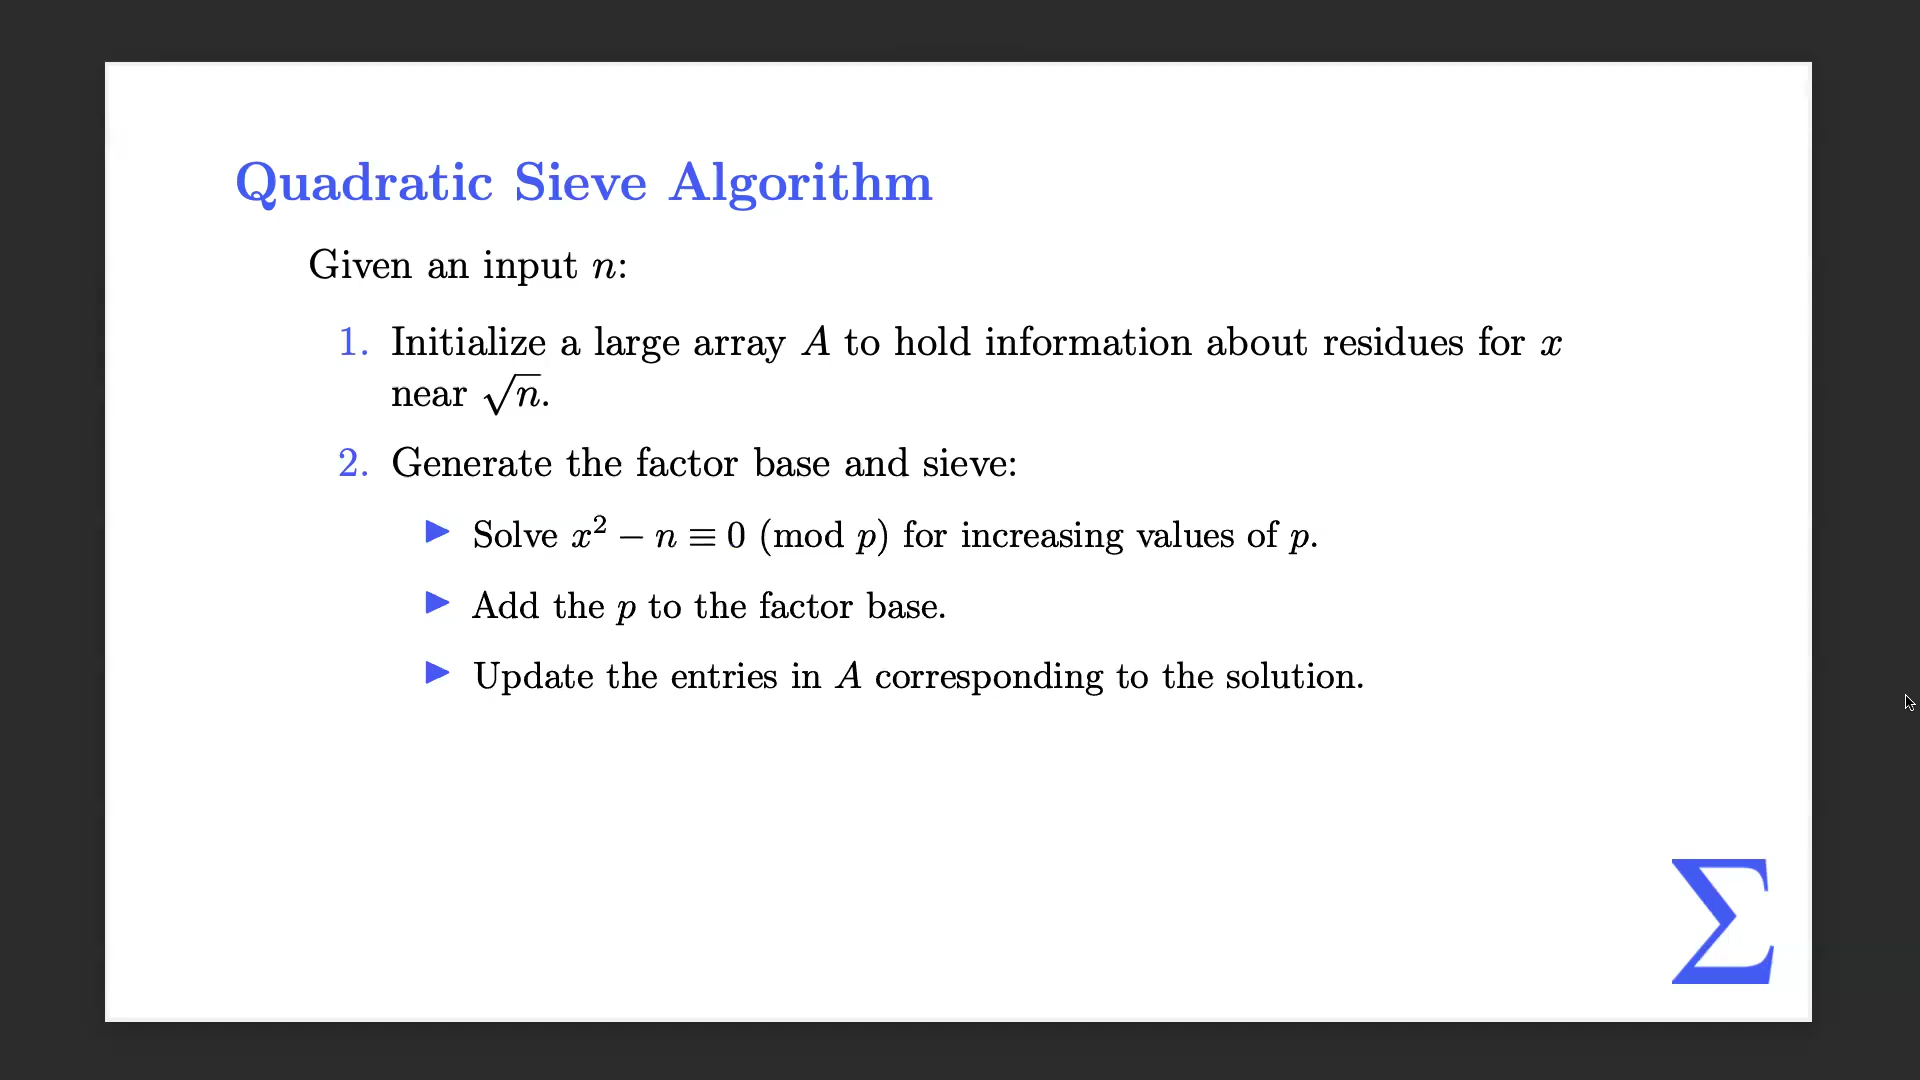 Quadratic Sieve Algorithm
Given an input n:
1. Initialize a large array A to hold information about residues for x
near √n.
2. Generate the factor base and sieve:
▶ Solve x² − n ≡ 0 (mod p) for increasing values of p.
▶ Add the p to the factor base.
▶ Update the entries in A corresponding to the solution.
Σ